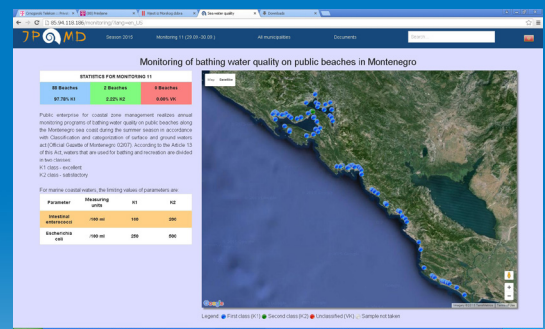 Sea water quality
Downloads
85.94.118.186/monitoring/?lang=en_US
JP MD
Season 2015
Monitoring 11 (29.09.-30.09.)
All municipalities
Documents
Search
Monitoring of bathing water quality on public beaches in Montenegro
STATISTICS FOR MONITORING 11
88 Beaches 2 Beaches 0 Beaches
97.78% K1 2.22% K2 0.00% VK
Public enterprise for coastal zone management realizes annual
monitoring programs of bathing water quality on public beaches along
the Montenegro sea coast during the summer season in accordance
with Classification and categorization of surface and ground waters
act (Official Gazette of Montenegro 02/07). According to the Article 13
of this Act, waters that are used for bathing and recreation are divided
in two classes:
K1 class - excellent
K2 class - satisfactory
For marine coastal waters, the limiting values of parameters are:
Parameter Measuring units K1 K2
Intestinal enterococci /100 ml 100 200
Escherichia coli /100 ml 250 500
Map Satellite
Google
Legend: First class (K1) Second class (K2) Unclassified (VK) Sample not taken